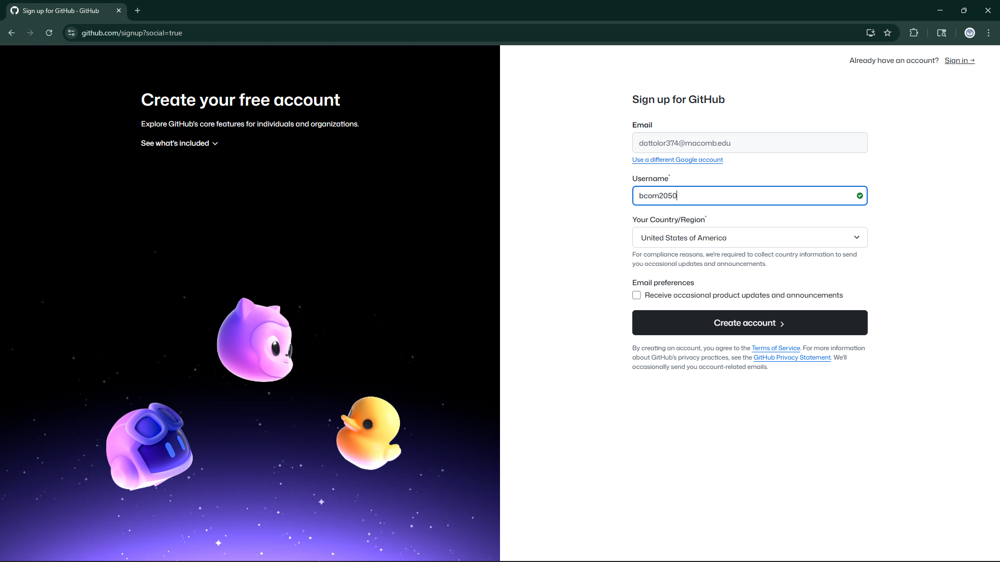 Sign up for GitHub · GitHub
github.com/signup?social=true
Already have an account? Sign in →
Create your free account
Explore GitHub's core features for individuals and organizations.
See what's included
Sign up for GitHub
Email
dattolor374@macomb.edu
Use a different Google account
Username*
bcom2050
Your Country/Region*
United States of America
For compliance reasons, we're required to collect country information to send
you occasional updates and announcements.
Email preferences
Receive occasional product updates and announcements
Create account
By creating an account, you agree to the Terms of Service. For more information
about GitHub's privacy practices, see the GitHub Privacy Statement. We'll
occasionally send you account-related emails.